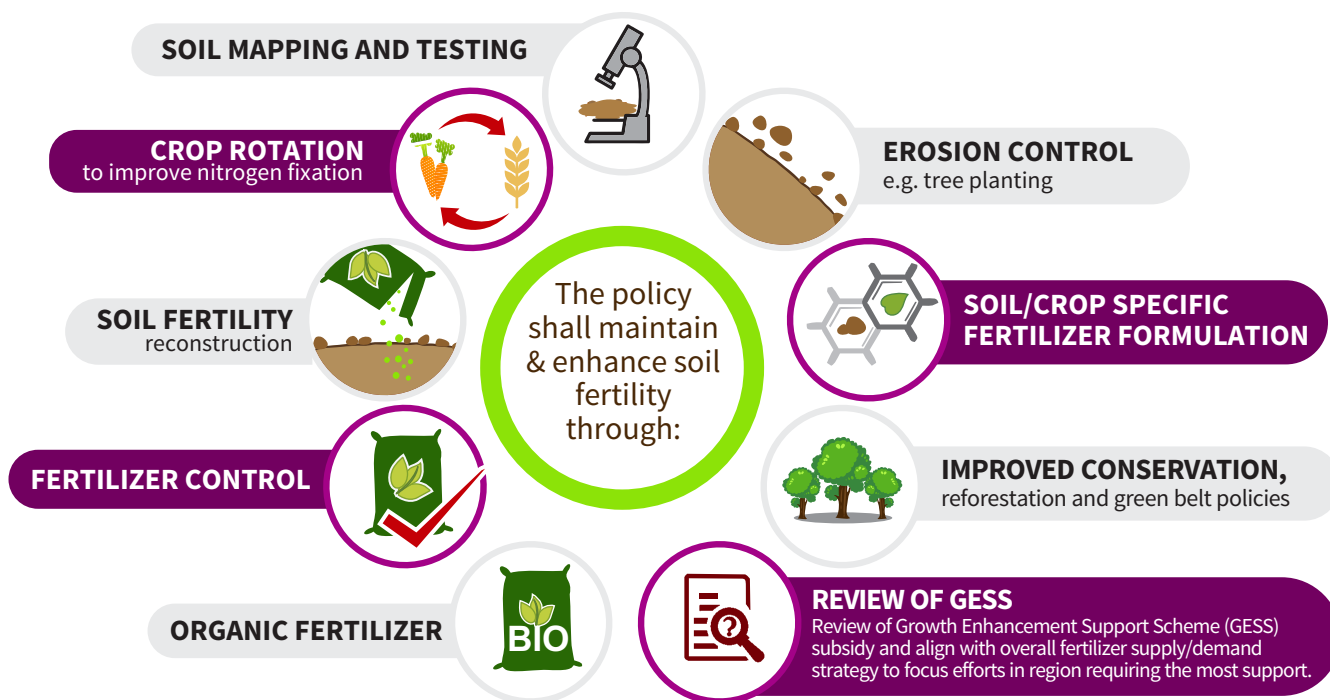 SOIL MAPPING AND TESTING
CROP ROTATION
to improve nitrogen fixation
EROSION CONTROL
e.g. tree planting
The policy
shall maintain
& enhance soil
fertility
through:
SOIL FERTILITY
reconstruction
SOIL/CROP SPECIFIC
FERTILIZER FORMULATION
FERTILIZER CONTROL
IMPROVED CONSERVATION,
reforestation and green belt policies
ORGANIC FERTILIZER
BIO
?
REVIEW OF GESS
Review of Growth Enhancement Support Scheme (GESS)
subsidy and align with overall fertilizer supply/demand
strategy to focus efforts in region requiring the most support.